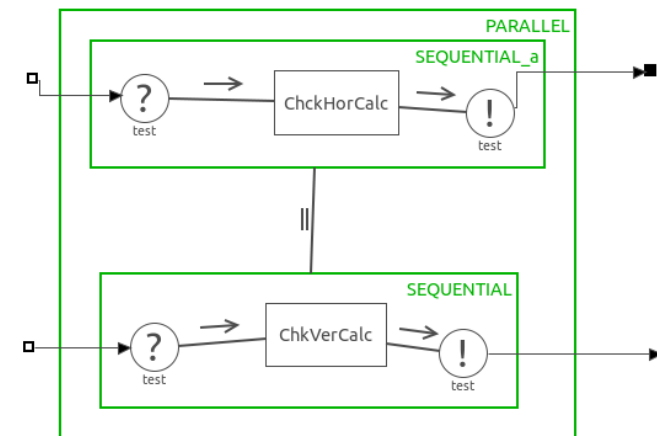 PARALLEL
SEQUENTIAL_a
?
ChckHorCalc
!
test
test
||
SEQUENTIAL
?
ChkVerCalc
!
test
test